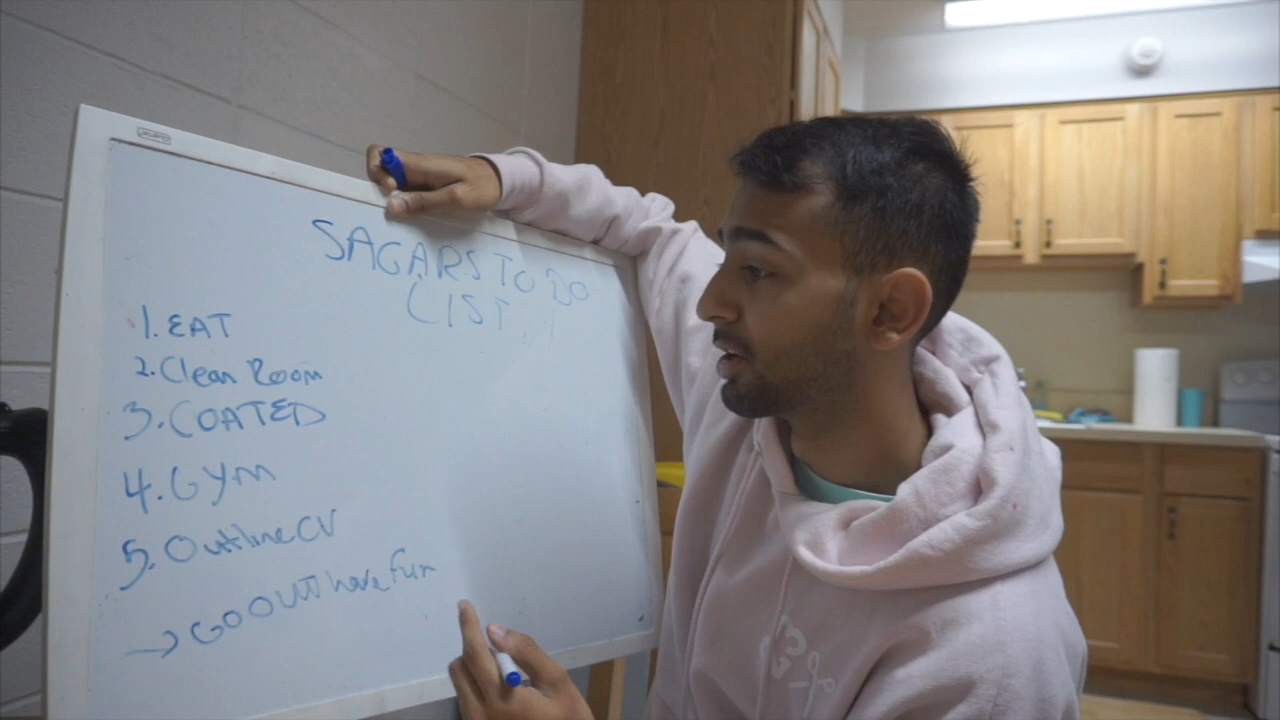 SAGARS TO DO
LIST
1. EAT
2. Clean Room
3. COATED
4. Gym
5. Outline CV
→ GO OUT have fun